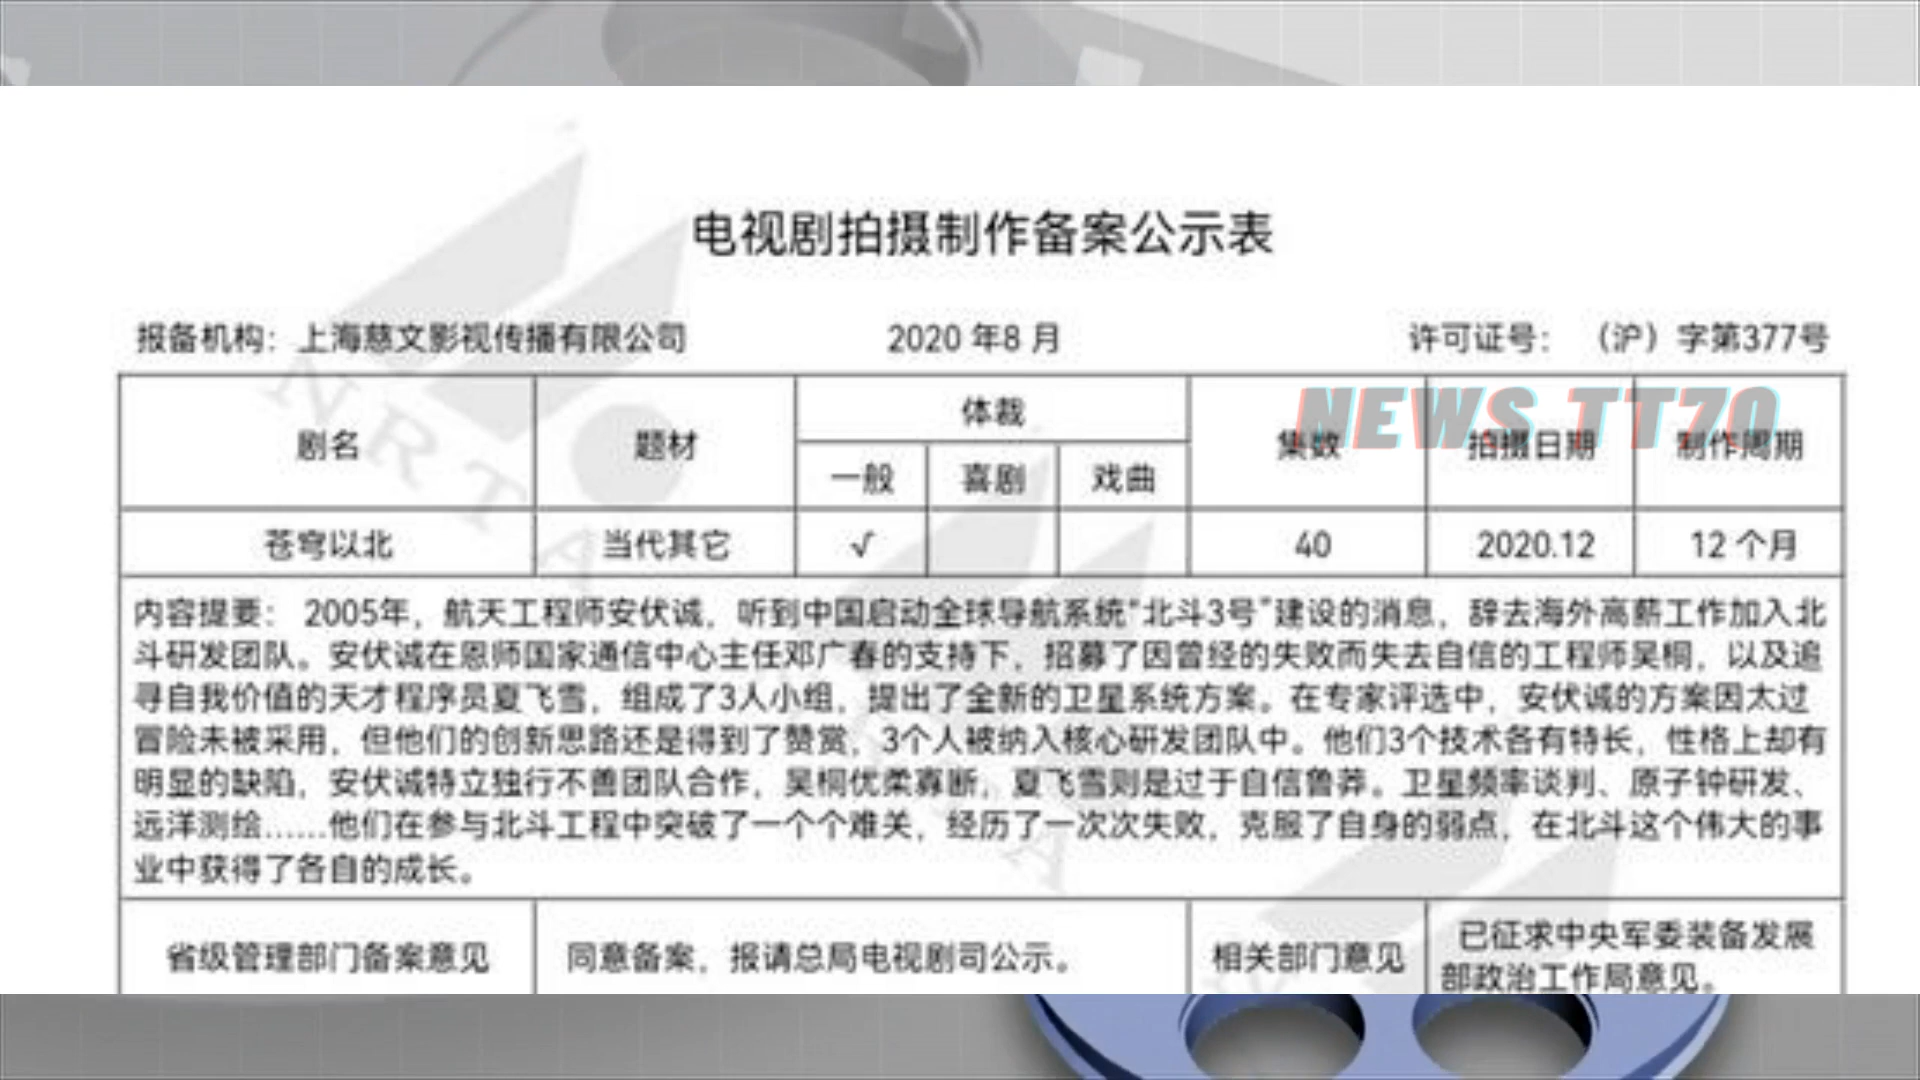 电视剧拍摄制作备案公示表
报备机构：上海慈文影视传播有限公司 2020 年8 月 许可证号：（沪）字第377号
NEWS TT70
剧名 题材 体裁 集数 拍摄日期 制作周期
一般 喜剧 戏曲
苍穹以北 当代其它 √ 40 2020.12 12 个月
内容提要： 2005年，航天工程师安伏诚，听到中国启动全球导航系统“北斗3号”建设的消息，辞去海外高薪工作加入北
斗研发团队。安伏诚在恩师国家通信中心主任邓广春的支持下，招募了因曾经的失败而失去自信的工程师吴桐，以及追
寻自我价值的天才程序员夏飞雪，组成了3人小组，提出了全新的卫星系统方案。在专家评选中，安伏诚的方案因太过
冒险未被采用，但他们的创新思路还是得到了赞赏，3个人被纳入核心研发团队中。他们3个技术各有特长，性格上却有
明显的缺陷，安伏诚特立独行不善团队合作，吴桐优柔寡断，夏飞雪则是过于自信鲁莽。卫星频率谈判、原子钟研发、
远洋测绘……他们在参与北斗工程中突破了一个个难关，经历了一次次失败，克服了自身的弱点，在北斗这个伟大的事
业中获得了各自的成长。
省级管理部门备案意见 同意备案，报请总局电视剧司公示。 相关部门意见 已征求中央军委装备发展
部政治工作局意见。
NRTA